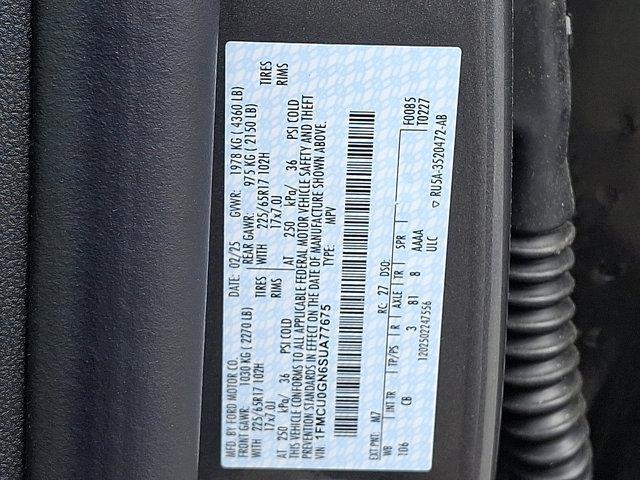 MFD. BY FORD MOTOR CO. DATE: 02/25 GVWR: 1978 KG ( 4360 LB)
FRONT GAWR: 1030 KG ( 2270 LB) REAR GAWR: 975 KG ( 2150 LB)
WITH 225/65R17 102H TIRES WITH 225/65R17 102H TIRES
17x7.0J RIMS 17x7.0J RIMS
AT 250 kPa/ 36 PSI COLD AT 250 kPa/ 36 PSI COLD
THIS VEHICLE CONFORMS TO ALL APPLICABLE FEDERAL MOTOR VEHICLE SAFETY AND THEFT
PREVENTION STANDARDS IN EFFECT ON THE DATE OF MANUFACTURE SHOWN ABOVE.
VIN: 1FMCU0GN6SUA77675 TYPE: MPV
F0085
T0227
EXT PNT: M7 RC: 27 DSO:
WB INT TR TP/PS R AXLE TR SPR
106 CB 3 81 8 AAAA
ULC
1202502247556
▽ RU5A-3520472-AB